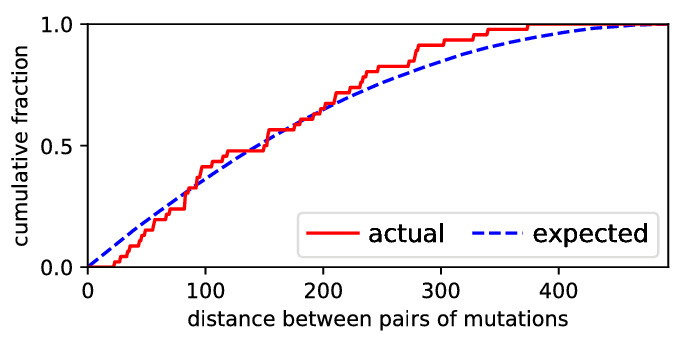 1.0
0.5
0.0
cumulative fraction
actual expected
0 100 200 300 400
distance between pairs of mutations